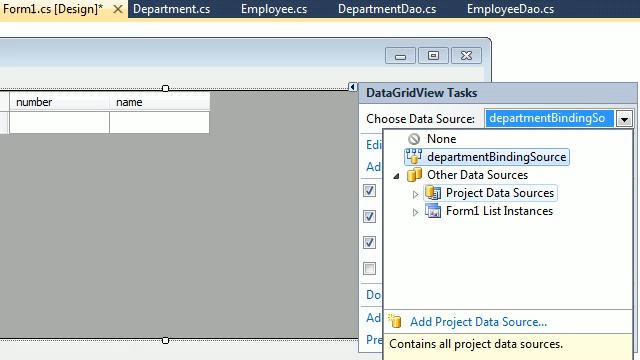 Form1.cs [Design]* Department.cs Employee.cs DepartmentDao.cs EmployeeDao.cs
number name
DataGridView Tasks
Choose Data Source: departmentBindingSo
None
departmentBindingSource
Other Data Sources
Project Data Sources
Form1 List Instances
Add Project Data Source...
Contains all project data sources.